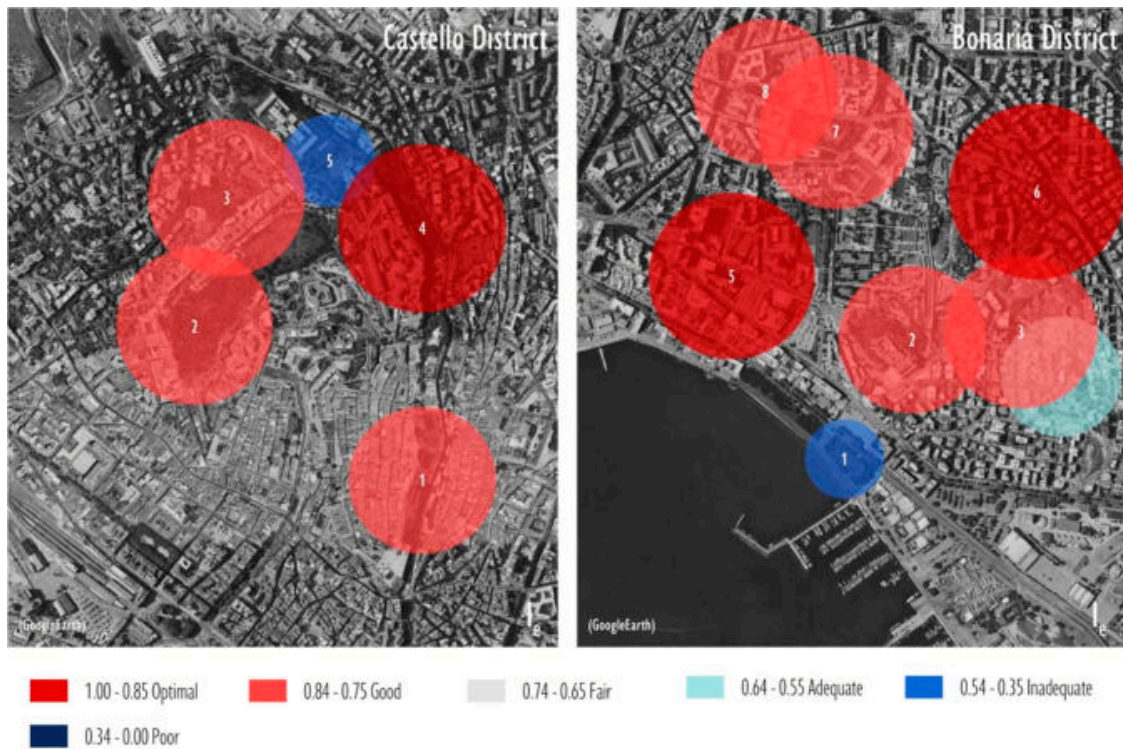 Castello District
3
5
4
2
1
(GoogleEarth)
I e
Bonaria District
8
7
6
5
2
3
1
(GoogleEarth)
I e
1.00 - 0.85 Optimal
0.84 - 0.75 Good
0.74 - 0.65 Fair
0.64 - 0.55 Adequate
0.54 - 0.35 Inadequate
0.34 - 0.00 Poor